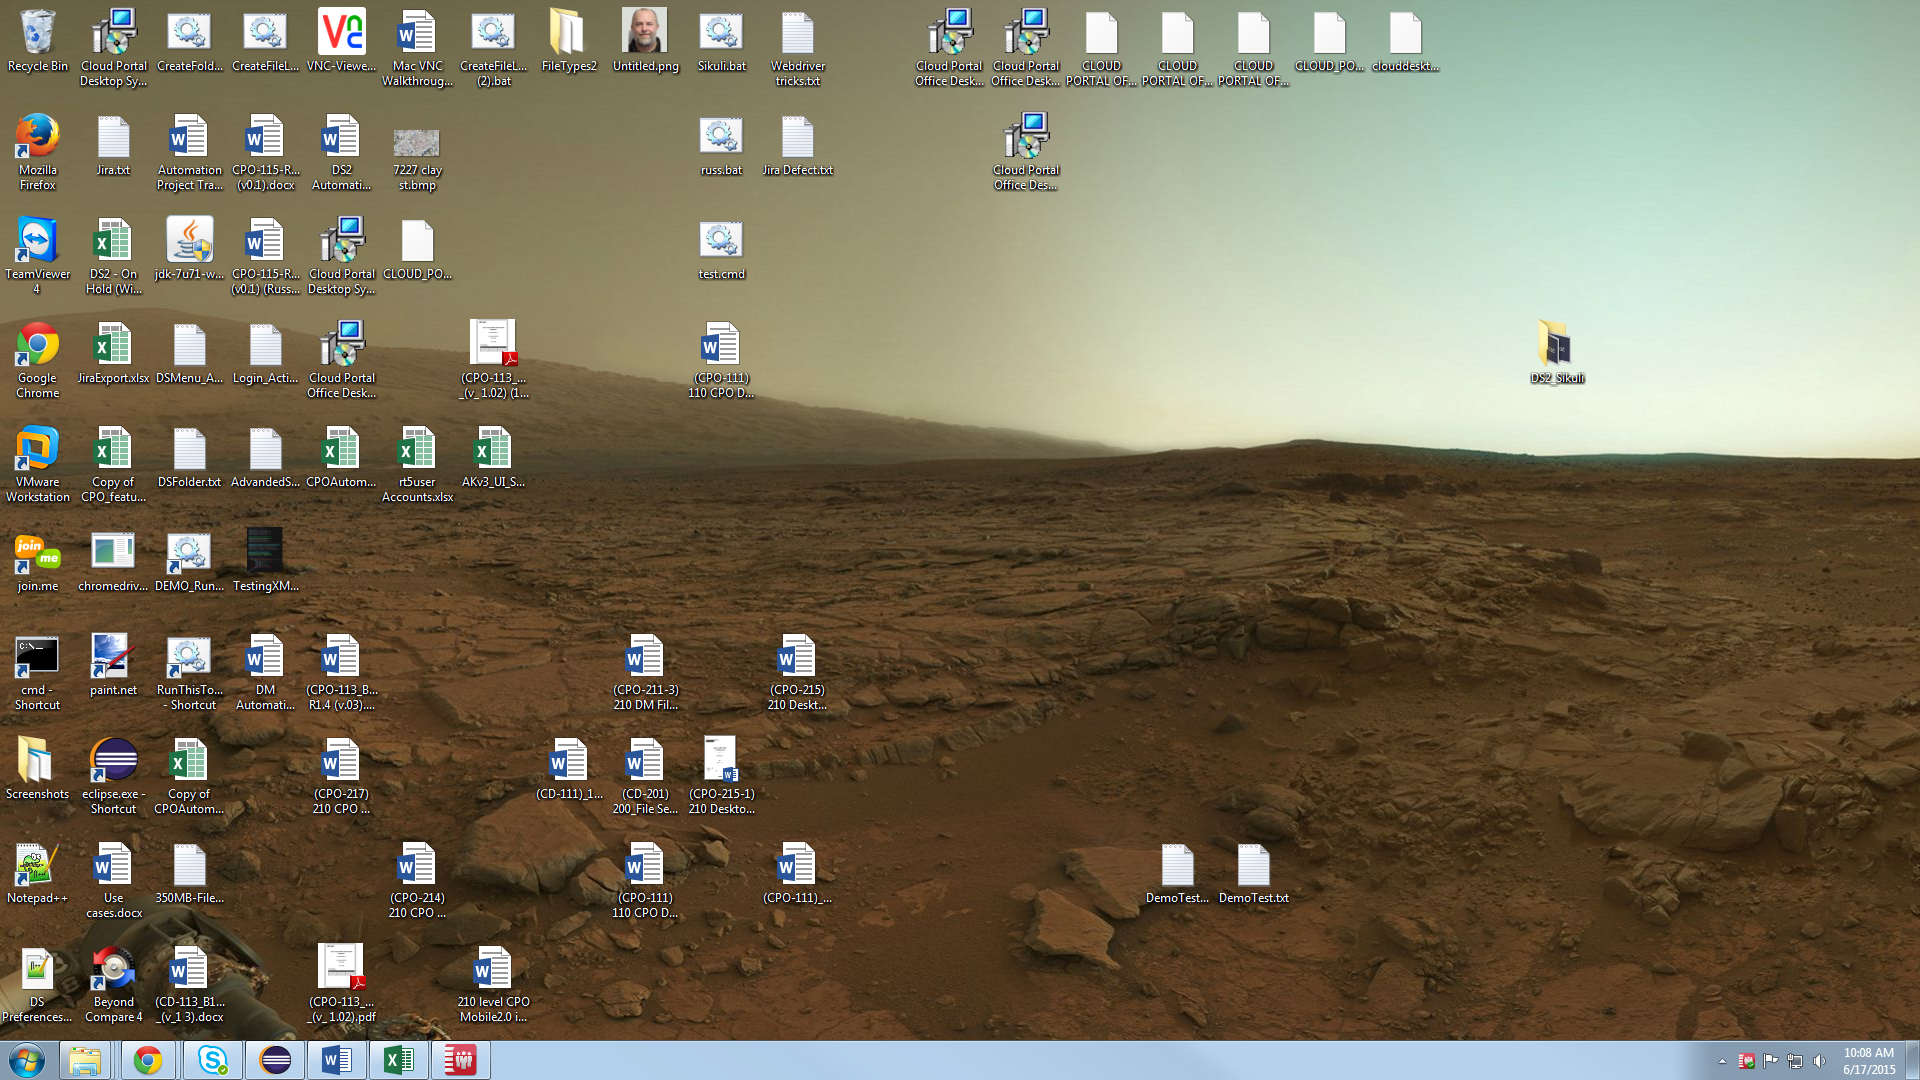 Recycle Bin
Cloud Portal
Desktop Sy...
CreateFold...
CreateFileL...
VNC-Viewe...
Mac VNC
Walkthroug...
CreateFileL...
(2).bat
FileTypes2
Untitled.png
Sikuli.bat
Webdriver
tricks.txt
Cloud Portal
Office Desk...
Cloud Portal
Office Desk...
CLOUD
PORTAL OF...
CLOUD
PORTAL OF...
CLOUD
PORTAL OF...
CLOUD_PO...
clouddeskt...
Mozilla
Firefox
Jira.txt
Automation
Project Tra...
CPO-115-R...
(v0.1).docx
DS2
Automati...
7227 clay
st.bmp
russ.bat
Jira Defect.txt
Cloud Portal
Office Des...
TeamViewer
4
DS2 - On
Hold (Wi...
jdk-7u71-w...
CPO-115-R...
(v0.1) (Russ...
Cloud Portal
Desktop Sy...
CLOUD_PO...
test.cmd
Google
Chrome
JiraExport.xlsx
DSMenu_A...
Login_Acti...
Cloud Portal
Office Desk...
(CPO-113_...
_(v_ 1.02) (1...
(CPO-111)
110 CPO D...
DS2_Sikuli
VMware
Workstation
Copy of
CPO_featu...
DSFolder.txt
AdvandedS...
CPOAutom...
rt5user
Accounts.xlsx
AKv3_UI_S...
join
me
join.me
chromedriv...
DEMO_Run...
TestingXM...
C:\._
cmd -
Shortcut
paint.net
RunThisTo...
- Shortcut
DM
Automati...
(CPO-113_B...
R1.4 (v.03)....
(CPO-211-3)
210 DM Fil...
(CPO-215)
210 Deskt...
Screenshots
eclipse.exe -
Shortcut
Copy of
CPOAutom...
(CPO-217)
210 CPO ...
(CD-111)_1...
(CD-201)
200_File Se...
(CPO-215-1)
210 Deskto...
Notepad++
Use
cases.docx
350MB-File...
(CPO-214)
210 CPO ...
(CPO-111)
110 CPO D...
(CPO-111)_...
DemoTest...
DemoTest.txt
DS
Preferences...
Beyond
Compare 4
(CD-113_B1...
_(v_1 3).docx
(CPO-113_...
_(v_ 1.02).pdf
210 level CPO
Mobile2.0 i...
10:08 AM
6/17/2015